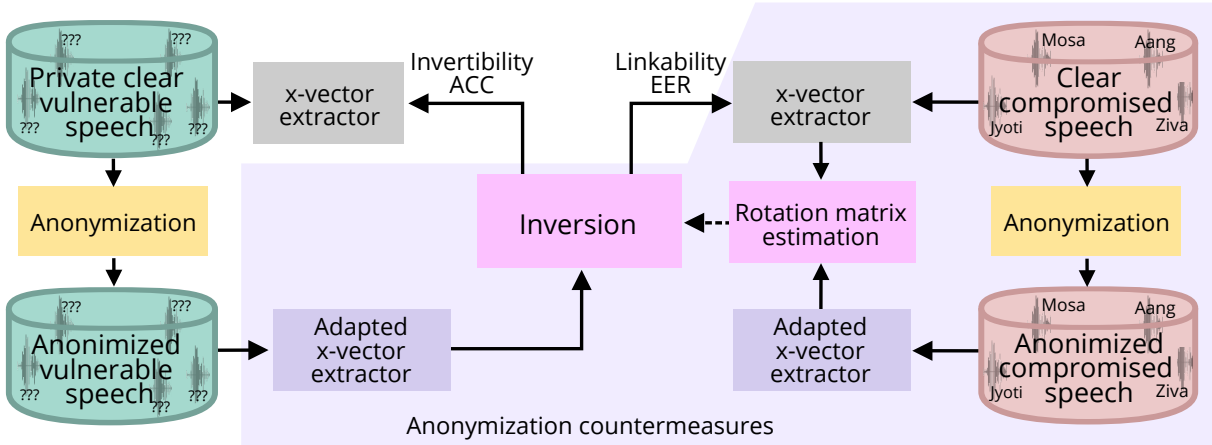 ???
???
Private clear
vulnerable
speech
???
???
???
x-vector
extractor
Invertibility
ACC
Linkability
EER
x-vector
extractor
Mosa
Aang
Clear
compromised
speech
Jyoti
Ziva
Anonymization
Inversion
Rotation matrix
estimation
Anonymization
???
???
Anonimized
vulnerable
speech
???
???
???
Adapted
x-vector
extractor
Adapted
x-vector
extractor
Mosa
Aang
Anonimized
compromised
speech
Jyoti
Ziva
Anonymization countermeasures